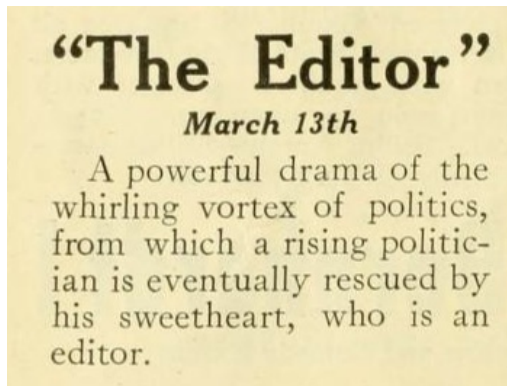 “The Editor”
March 13th
A powerful drama of the
whirling vortex of politics,
from which a rising politic-
ian is eventually rescued by
his sweetheart, who is an
editor.